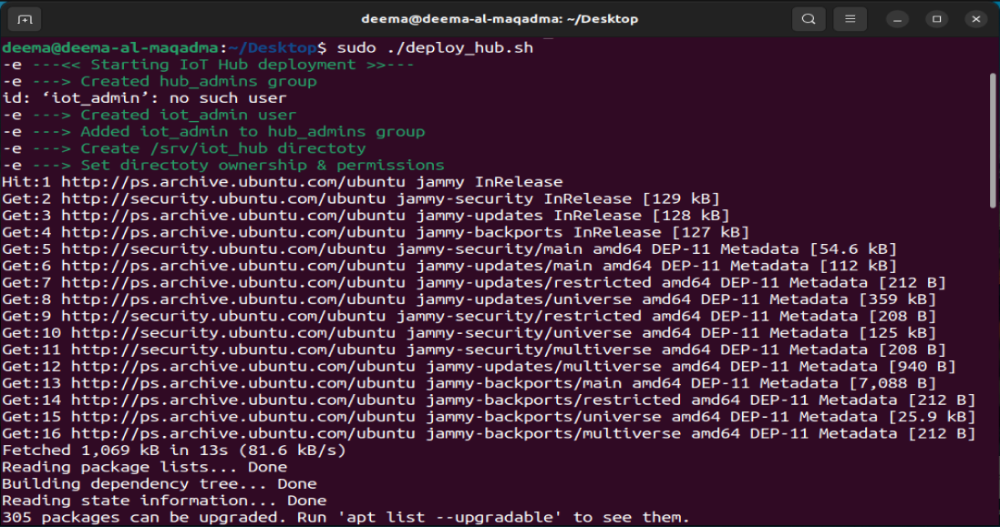 deema@deema-al-maqadma: ~/Desktop
deema@deema-al-maqadma:~/Desktop$ sudo ./deploy_hub.sh
-e ---<< Starting IoT Hub deployment >>---
-e ---> Created hub_admins group
id: ‘iot_admin’: no such user
-e ---> Created iot_admin user
-e ---> Added iot_admin to hub_admins group
-e ---> Create /srv/iot_hub directoty
-e ---> Set directoty ownership & permissions
Hit:1 http://ps.archive.ubuntu.com/ubuntu jammy InRelease
Get:2 http://security.ubuntu.com/ubuntu jammy-security InRelease [129 kB]
Get:3 http://ps.archive.ubuntu.com/ubuntu jammy-updates InRelease [128 kB]
Get:4 http://ps.archive.ubuntu.com/ubuntu jammy-backports InRelease [127 kB]
Get:5 http://security.ubuntu.com/ubuntu jammy-security/main amd64 DEP-11 Metadata [54.6 kB]
Get:6 http://ps.archive.ubuntu.com/ubuntu jammy-updates/main amd64 DEP-11 Metadata [112 kB]
Get:7 http://ps.archive.ubuntu.com/ubuntu jammy-updates/restricted amd64 DEP-11 Metadata [212 B]
Get:8 http://ps.archive.ubuntu.com/ubuntu jammy-updates/universe amd64 DEP-11 Metadata [359 kB]
Get:9 http://security.ubuntu.com/ubuntu jammy-security/restricted amd64 DEP-11 Metadata [208 B]
Get:10 http://security.ubuntu.com/ubuntu jammy-security/universe amd64 DEP-11 Metadata [125 kB]
Get:11 http://security.ubuntu.com/ubuntu jammy-security/multiverse amd64 DEP-11 Metadata [208 B]
Get:12 http://ps.archive.ubuntu.com/ubuntu jammy-updates/multiverse amd64 DEP-11 Metadata [940 B]
Get:13 http://ps.archive.ubuntu.com/ubuntu jammy-backports/main amd64 DEP-11 Metadata [7,088 B]
Get:14 http://ps.archive.ubuntu.com/ubuntu jammy-backports/restricted amd64 DEP-11 Metadata [212 B]
Get:15 http://ps.archive.ubuntu.com/ubuntu jammy-backports/universe amd64 DEP-11 Metadata [25.9 kB]
Get:16 http://ps.archive.ubuntu.com/ubuntu jammy-backports/multiverse amd64 DEP-11 Metadata [212 B]
Fetched 1,069 kB in 13s (81.6 kB/s)
Reading package lists... Done
Building dependency tree... Done
Reading state information... Done
305 packages can be upgraded. Run 'apt list --upgradable' to see them.